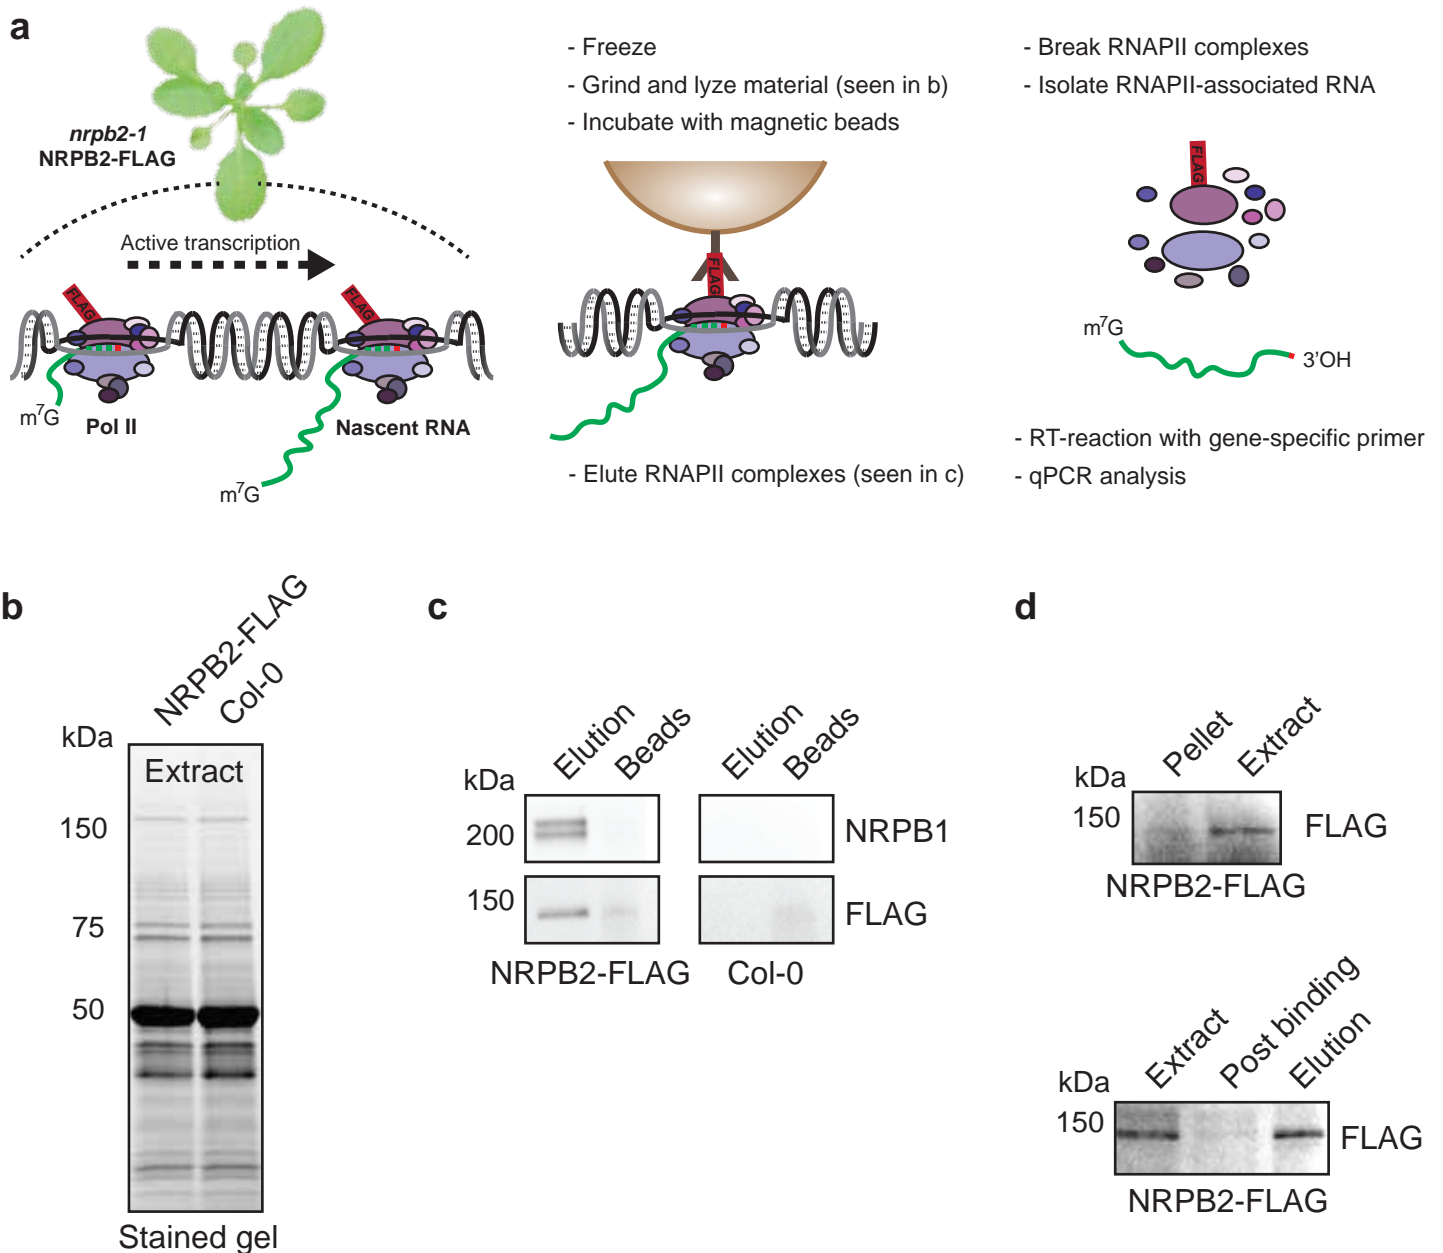 a
nrpb2-1
NRPB2-FLAG
Active transcription
FLAG
FLAG
m7G
Pol II
Nascent RNA
m7G
- Freeze
- Grind and lyze material (seen in b)
- Incubate with magnetic beads
FLAG
- Elute RNAPII complexes (seen in c)
- Break RNAPII complexes
- Isolate RNAPII-associated RNA
FLAG
m7G
3'OH
- RT-reaction with gene-specific primer
- qPCR analysis
b
NRPB2-FLAG
Col-0
kDa
Extract
150
75
50
Stained gel
c
Elution
Beads
Elution
Beads
kDa
200
NRPB1
150
FLAG
NRPB2-FLAG
Col-0
d
Pellet
Extract
kDa
150
FLAG
NRPB2-FLAG
Extract
Post binding
Elution
kDa
150
FLAG
NRPB2-FLAG